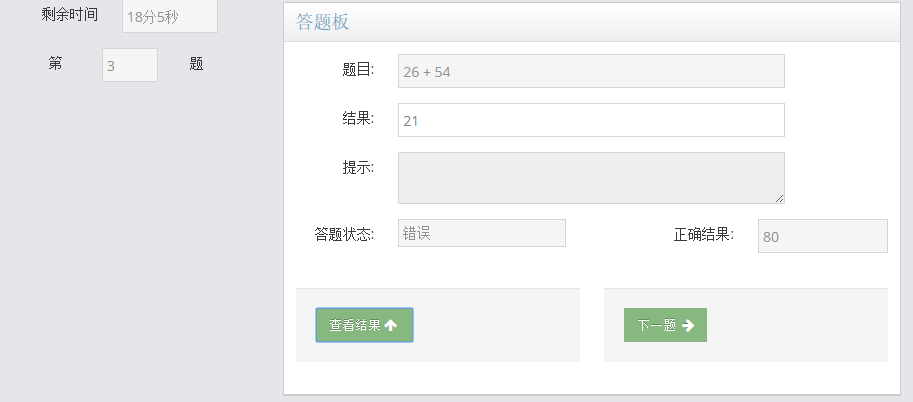 剩余时间 18分5秒
第 3 题
答题板
题目: 26 + 54
结果: 21
提示:
答题状态: 错误 正确结果: 80
查看结果 下一题